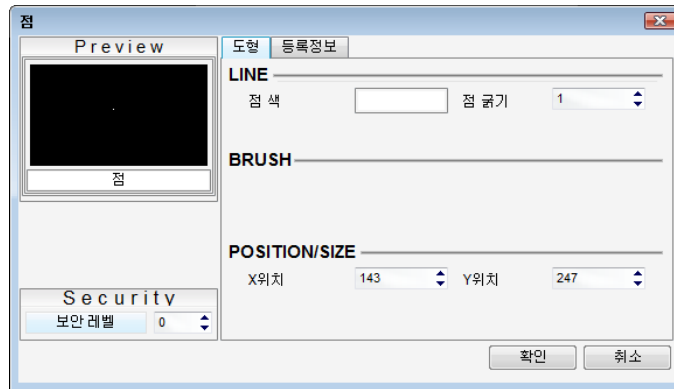 점
Preview
점
Security
보안 레벨 0
도형 등록정보
LINE
점 색 점 굵기 1
BRUSH
POSITION/SIZE
X위치 143 Y위치 247
확인 취소